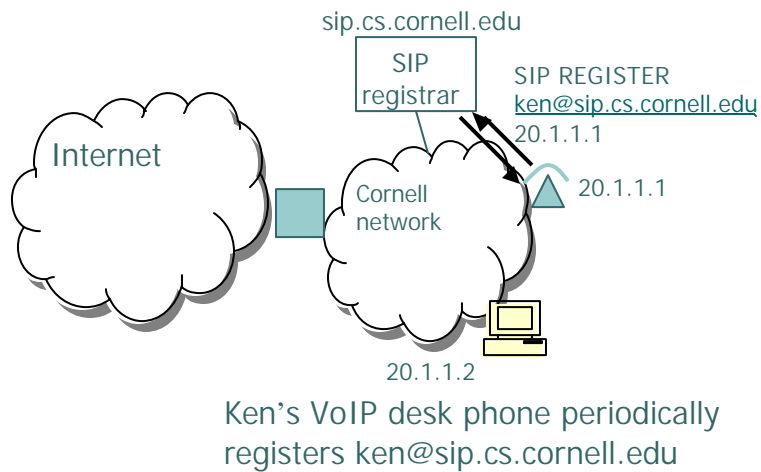 sip.cs.cornell.edu
SIP
registrar
SIP REGISTER
ken@sip.cs.cornell.edu
20.1.1.1
Internet
Cornell
network
20.1.1.1
20.1.1.2
Ken’s VoIP desk phone periodically
registers ken@sip.cs.cornell.edu